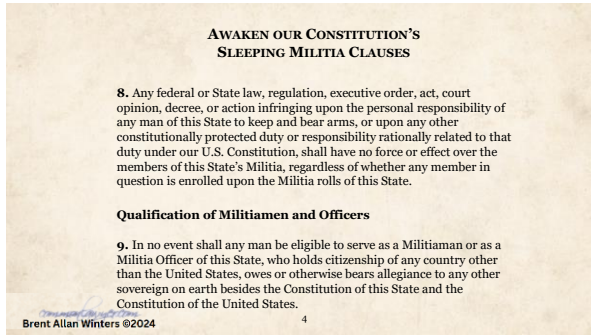 AWAKEN OUR CONSTITUTION'S
SLEEPING MILITIA CLAUSES
8. Any federal or State law, regulation, executive order, act, court
opinion, decree, or action infringing upon the personal responsibility of
any man of this State to keep and bear arms, or upon any other
constitutionally protected duty or responsibility rationally related to that
duty under our U.S. Constitution, shall have no force or effect over the
members of this State's Militia, regardless of whether any member in
question is enrolled upon the Militia rolls of this State.
Qualification of Militiamen and Officers
9. In no event shall any man be eligible to serve as a Militiaman or as a
Militia Officer of this State, who holds citizenship of any country other
than the United States, owes or otherwise bears allegiance to any other
sovereign on earth besides the Constitution of this State and the
Constitution of the United States.
commonlawyer.com
Brent Allan Winters ©2024
4